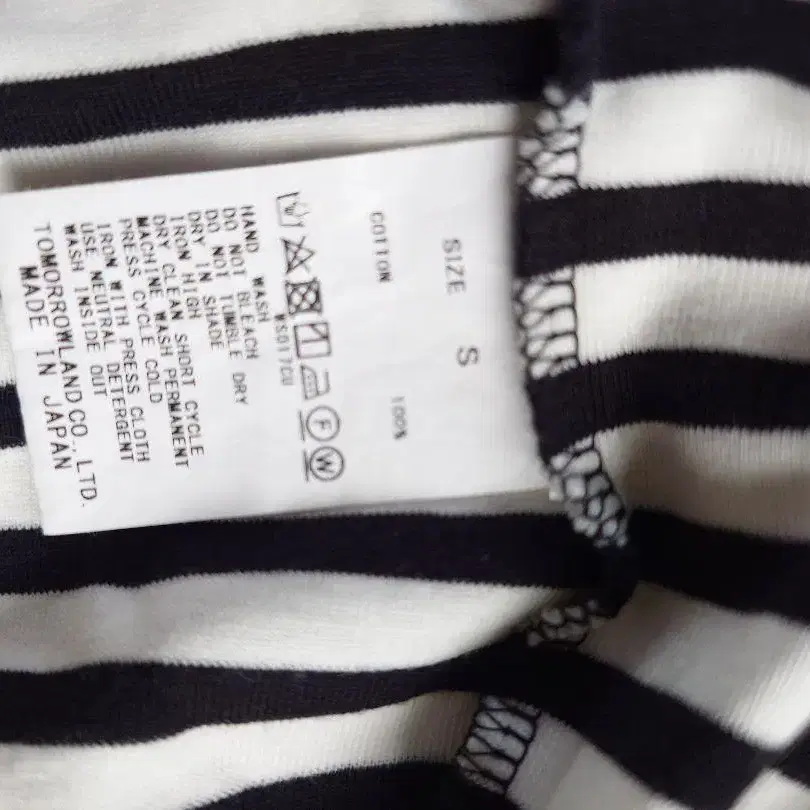 SIZE S
COTTON 100%
WS017CU
HAND WASH
DO NOT BLEACH
DO NOT TUMBLE DRY
DRY IN SHADE
IRON HIGH
DRY CLEAN SHORT CYCLE
MACHINE WASH PERMANENT
PRESS CYCLE COLD
IRON WITH PRESS CLOTH
USE NEUTRAL DETERGENT
WASH INSIDE OUT
TOMORROWLAND CO., LTD.
MADE IN JAPAN
F
W